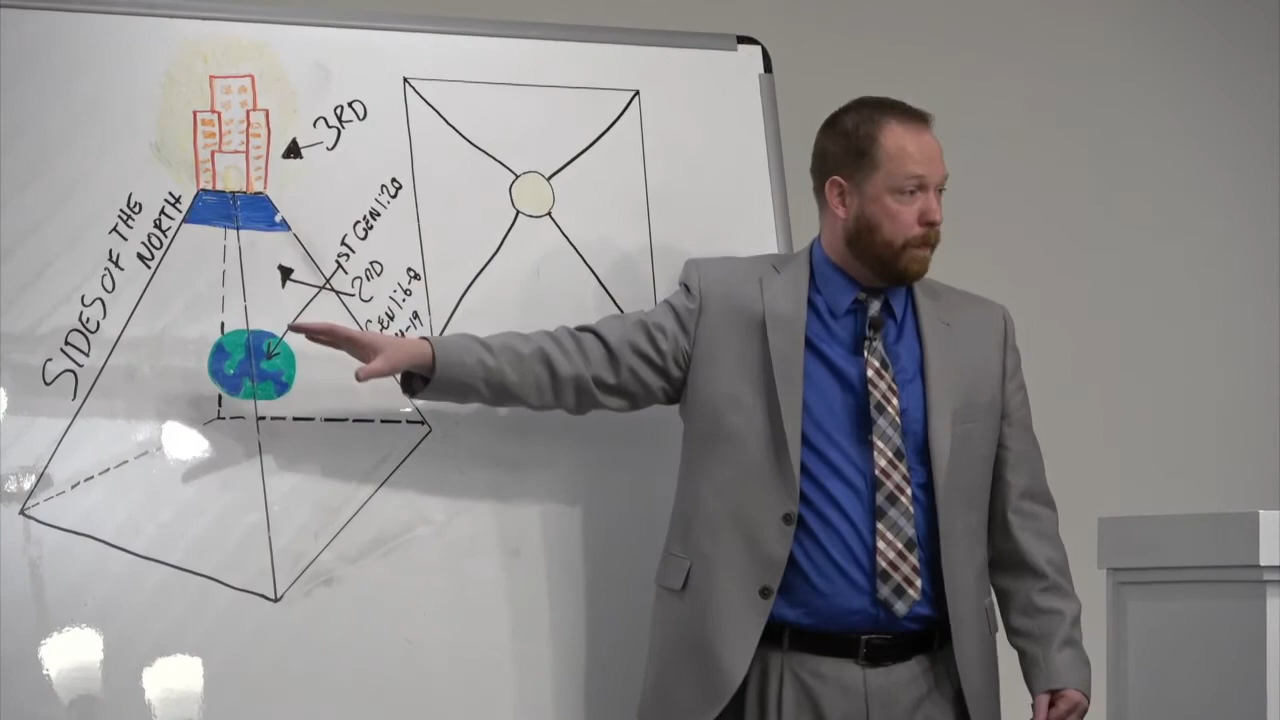 3RD
SIDES OF THE
NORTH
1ST GEN 1:20
2ND
GEN 1:6-8